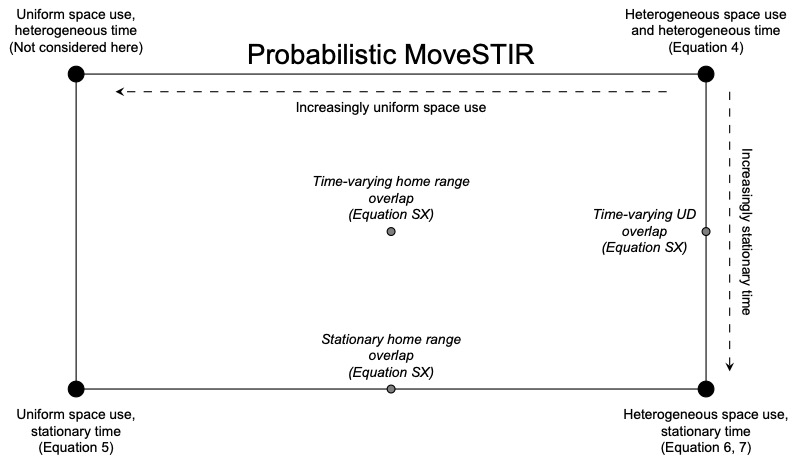 Uniform space use,
heterogeneous time
(Not considered here)
Heterogeneous space use
and heterogeneous time
(Equation 4)
Probabilistic MoveSTIR
Increasingly uniform space use
Increasingly stationary time
Time-varying home range
overlap
(Equation SX)
Time-varying UD
overlap
(Equation SX)
Stationary home range
overlap
(Equation SX)
Uniform space use,
stationary time
(Equation 5)
Heterogeneous space use,
stationary time
(Equation 6, 7)